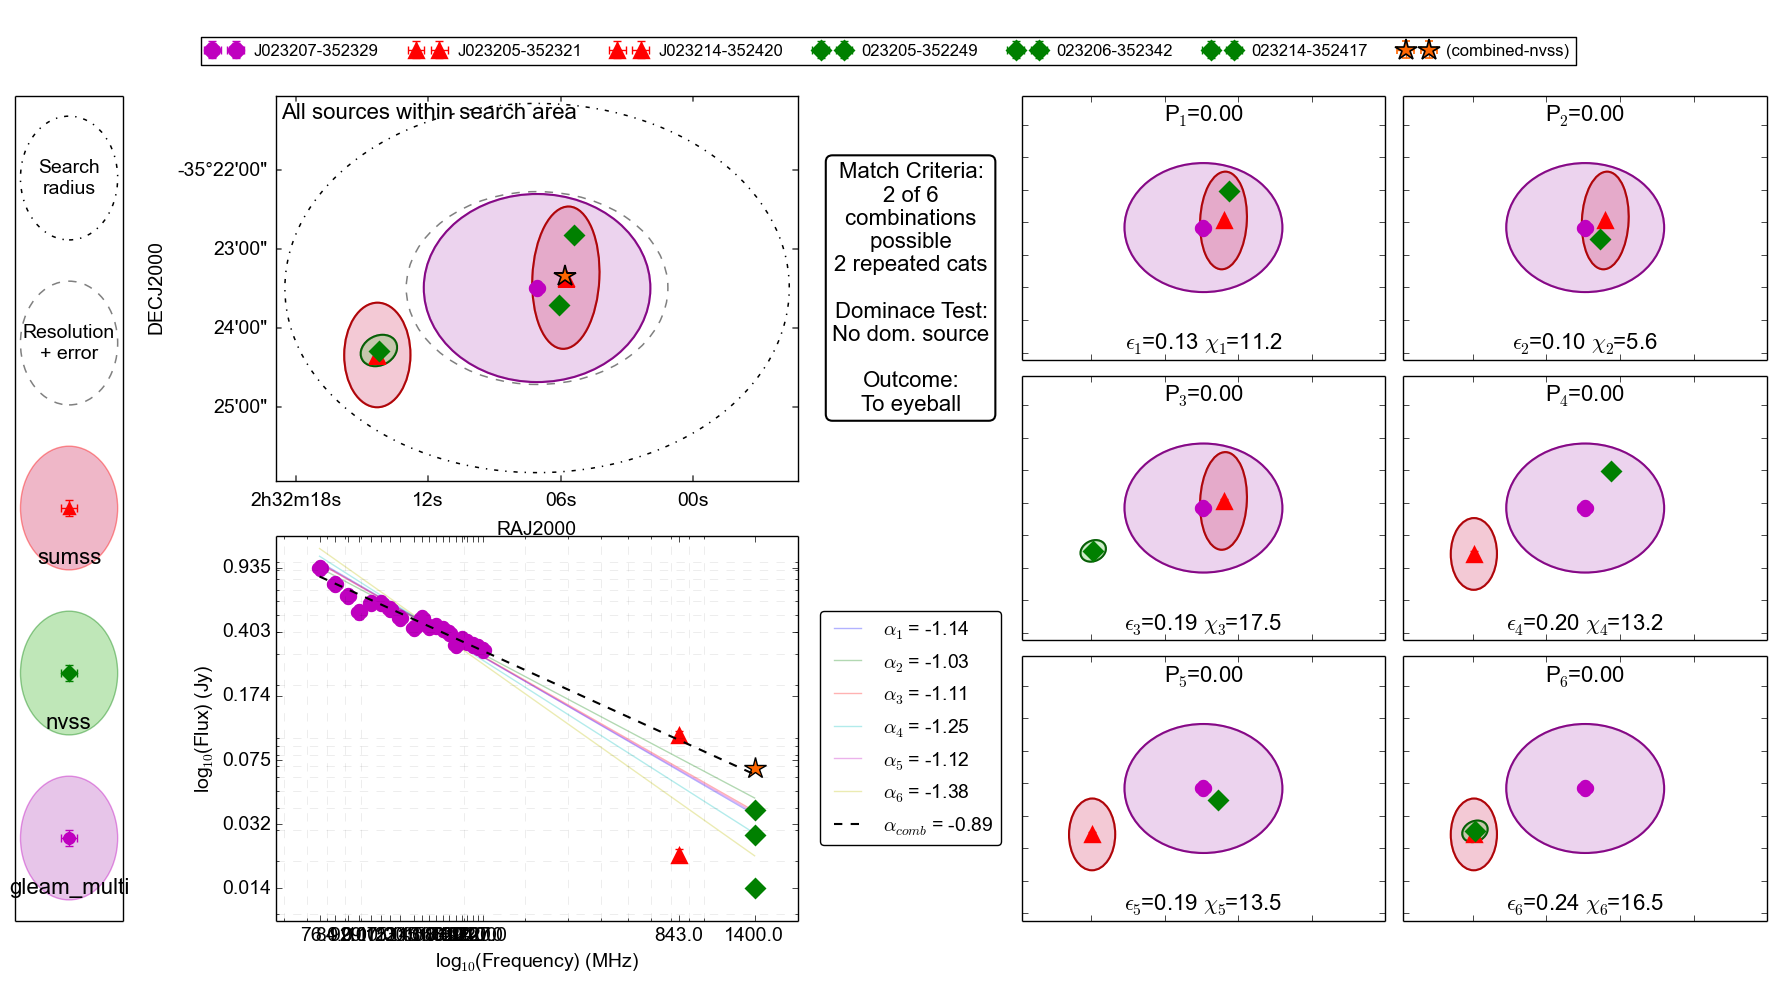 J023207-352329
J023205-352321
J023214-352420
023205-352249
023206-352342
023214-352417
(combined-nvss)
Search
radius
Resolution
+ error
sumss
nvss
gleam_multi
All sources within search area
DECJ2000
-35°22'00"
23'00"
24'00"
25'00"
2h32m18s
12s
06s
00s
RAJ2000
Match Criteria:
2 of 6
combinations
possible
2 repeated cats
Dominace Test:
No dom. source
Outcome:
To eyeball
log10(Flux) (Jy)
0.935
0.403
0.174
0.075
0.032
0.014
843.0
1400.0
log10(Frequency) (MHz)
α1 = -1.14
α2 = -1.03
α3 = -1.11
α4 = -1.25
α5 = -1.12
α6 = -1.38
αcomb = -0.89
P1=0.00
ϵ1=0.13 χ1=11.2
P2=0.00
ϵ2=0.10 χ2=5.6
P3=0.00
ϵ3=0.19 χ3=17.5
P4=0.00
ϵ4=0.20 χ4=13.2
P5=0.00
ϵ5=0.19 χ5=13.5
P6=0.00
ϵ6=0.24 χ6=16.5